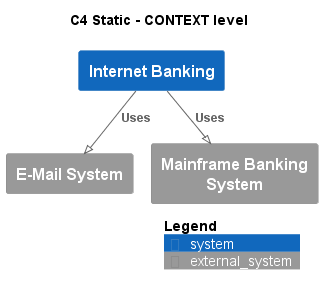 C4 Static - CONTEXT level
Internet Banking
Uses
Uses
E-Mail System
Mainframe Banking
System
Legend
system
external_system